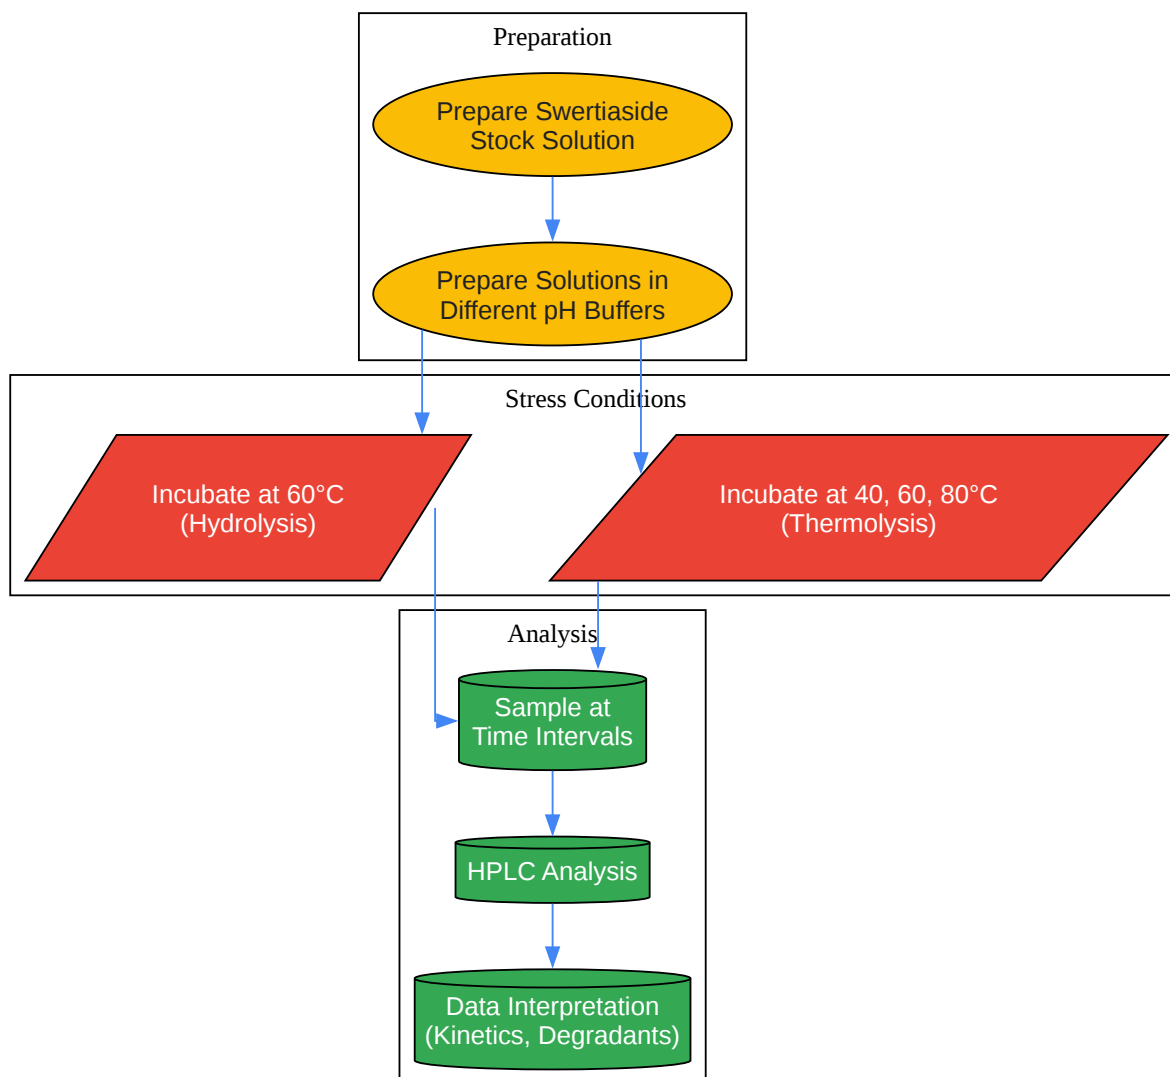 Preparation
Prepare Swertiaside
Stock Solution
Prepare Solutions in
Different pH Buffers
Stress Conditions
Incubate at 60°C
(Hydrolysis)
Incubate at 40, 60, 80°C
(Thermolysis)
Analysis
Sample at
Time Intervals
HPLC Analysis
Data Interpretation
(Kinetics, Degradants)